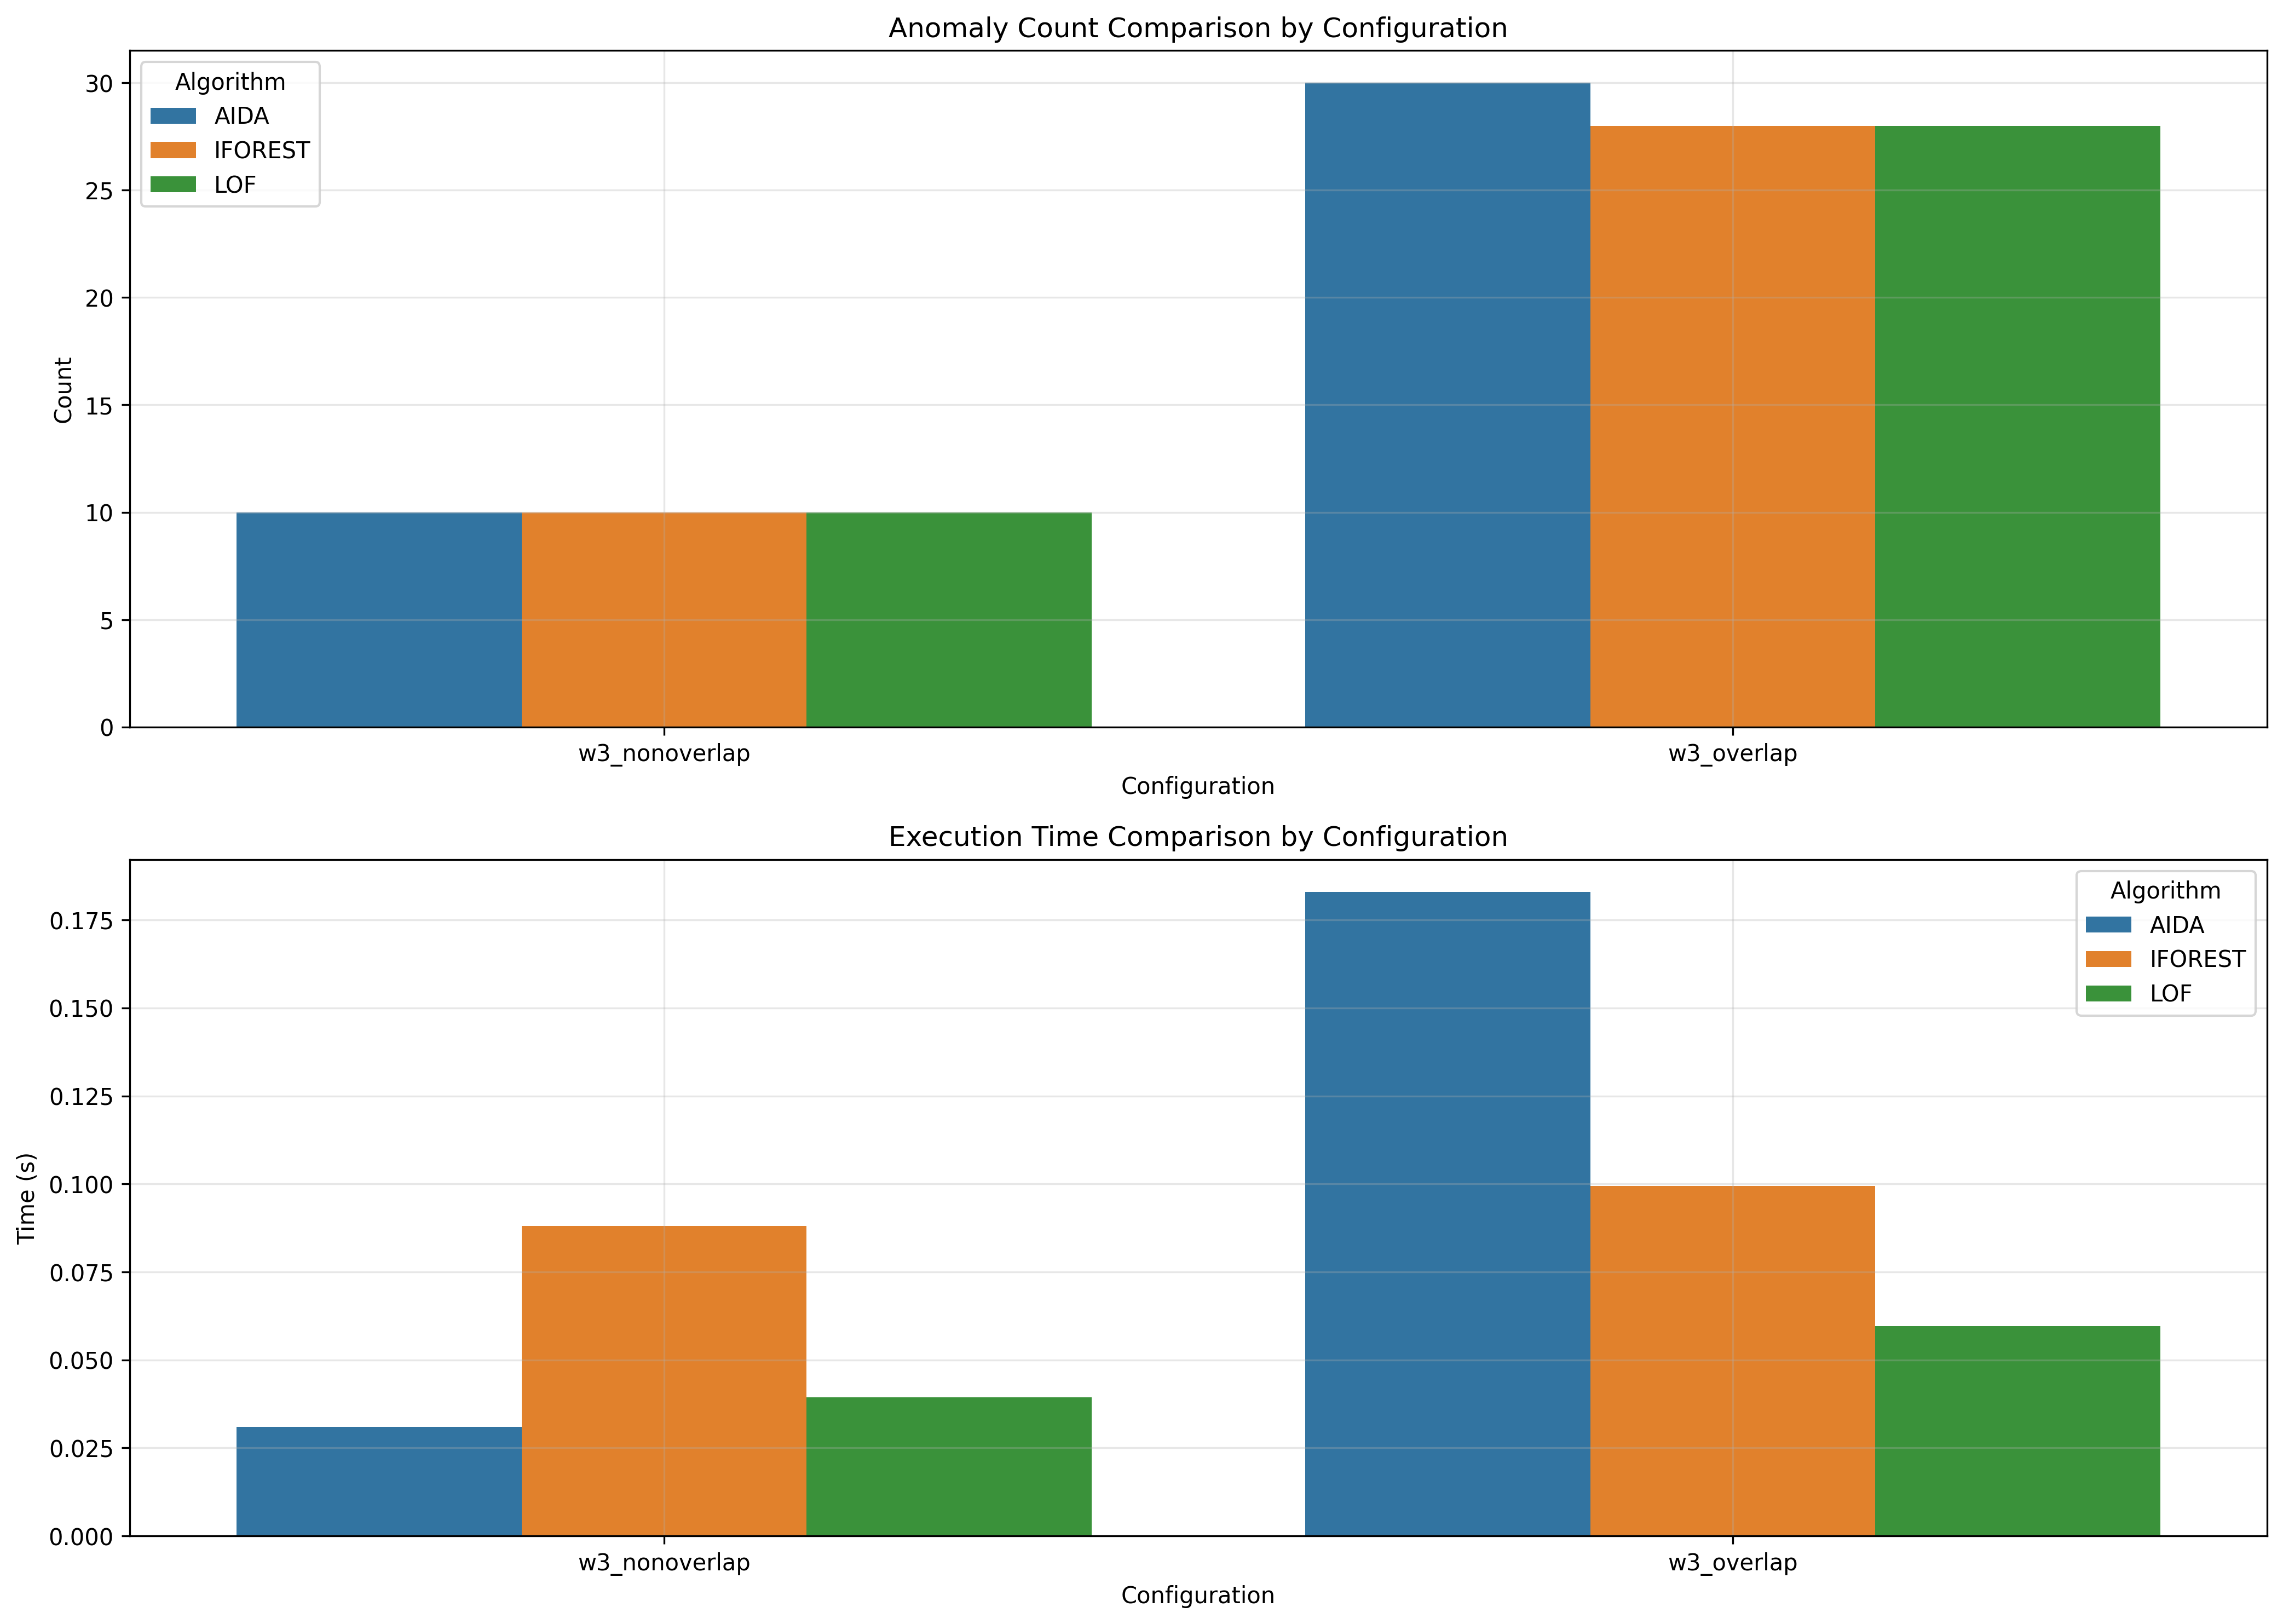 Anomaly Count Comparison by Configuration
Algorithm
AIDA
IFOREST
LOF
30
25
20
15
10
5
0
Count
w3_nonoverlap w3_overlap
Configuration
Execution Time Comparison by Configuration
Algorithm
AIDA
IFOREST
LOF
0.175
0.150
0.125
0.100
0.075
0.050
0.025
0.000
Time (s)
w3_nonoverlap w3_overlap
Configuration